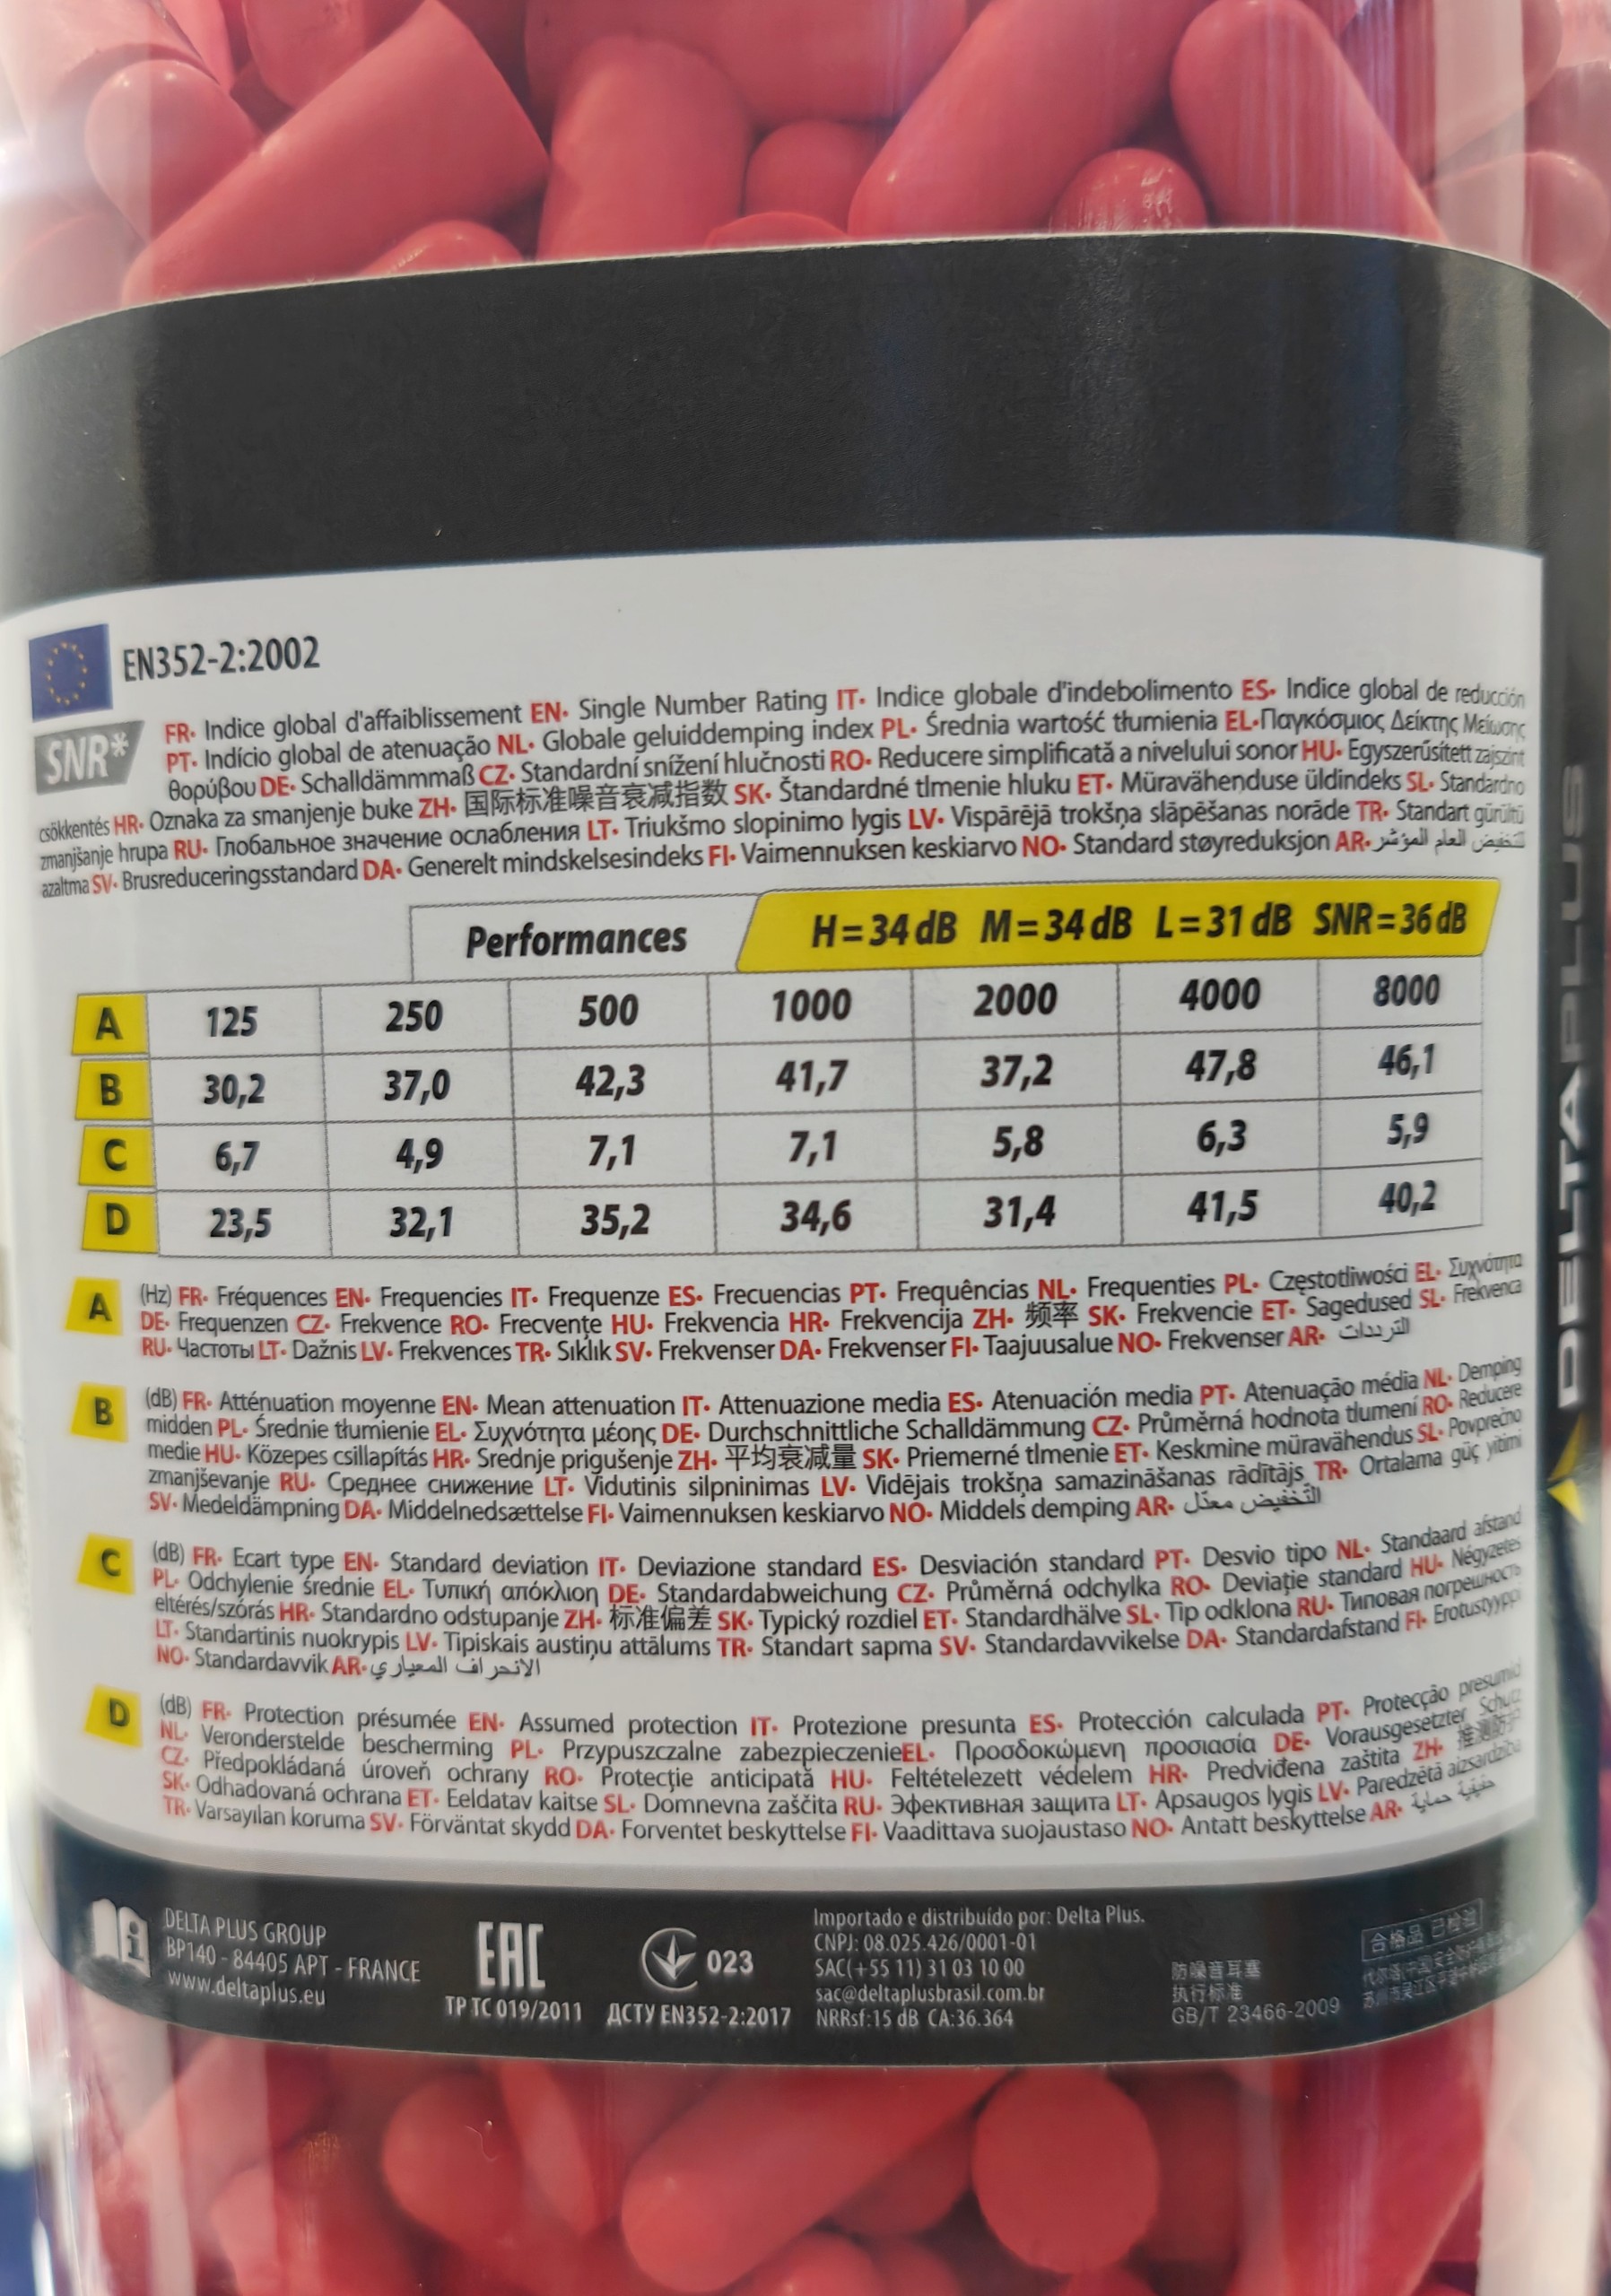 EN352-2:2002
SNR*
FR• Indice global d'affaiblissement EN• Single Number Rating IT• Indice globale d'indebolimento ES• Indice global de reducción
PT• Indício global de atenuação NL• Globale geluiddemping index PL• Średnia wartość tłumienia EL•Παγκόσμιος Δείκτης Μείωσης
θορύβου DE• Schalldämmmaß CZ• Standardní snížení hlučnosti RO• Reducere simplificată a nivelului sonor HU• Egyszerűsített zajszint
csökkentés HR• Oznaka za smanjenje buke ZH• 国际标准噪音衰减指数 SK• Štandardné tlmenie hluku ET• Müravähenduse üldindeks SL• Standardno
zmanjšanje hrupa RU• Глобальное значение ослабления LT• Triukšmo slopinimo lygis LV• Vispārējā trokšņa slāpēšanas norāde TR• Standart gürültü
azaltma SV• Brusreduceringsstandard DA• Generelt mindskelsesindeks FI• Vaimennuksen keskiarvo NO• Standard støyreduksjon AR• للتخفيض العام المؤشر
Performances H=34 dB M=34 dB L=31 dB SNR=36 dB
A 125 250 500 1000 2000 4000 8000
B 30,2 37,0 42,3 41,7 37,2 47,8 46,1
C 6,7 4,9 7,1 7,1 5,8 6,3 5,9
D 23,5 32,1 35,2 34,6 31,4 41,5 40,2
A (Hz) FR• Fréquences EN• Frequencies IT• Frequenze ES• Frecuencias PT• Frequências NL• Frequenties PL• Częstotliwości EL• Συχνότητα
DE• Frequenzen CZ• Frekvence RO• Frecvențe HU• Frekvencia HR• Frekvencija ZH• 频率 SK• Frekvencie ET• Sagedused SL• Frekvenca
RU• Частоты LT• Dažnis LV• Frekvences TR• Sıklık SV• Frekvenser DA• Frekvenser FI• Taajuusalue NO• Frekvenser AR• الترددات
B (dB) FR• Atténuation moyenne EN• Mean attenuation IT• Attenuazione media ES• Atenuación media PT• Atenuação média NL• Demping
midden PL• Średnie tłumienie EL• Συχνότητα μέσης DE• Durchschnittliche Schalldämmung CZ• Průměrná hodnota tlumení RO• Reducere
medie HU• Közepes csillapítás HR• Srednje prigušenje ZH• 平均衰减量 SK• Priemerné tlmenie ET• Keskmine müravähendus SL• Povprečno
zmanjševanje RU• Среднее снижение LT• Vidutinis silpninimas LV• Vidējais trokšņa samazināšanas rādītājs TR• Ortalama güç yitimi
SV• Medeldämpning DA• Middelnedsættelse FI• Vaimennuksen keskiarvo NO• Middels demping AR• التّخفيض معدّل
C (dB) FR• Ecart type EN• Standard deviation IT• Deviazione standard ES• Desviación standard PT• Desvio tipo NL• Standaard afstand
PL• Odchylenie średnie EL• Τυπική απόκλιση DE• Standardabweichung CZ• Průměrná odchylka RO• Deviație standard HU• Négyzetes
eltérés/szórás HR• Standardno odstupanje ZH• 标准偏差 SK• Typický rozdiel ET• Standardhälve SL• Tip odklona RU• Типовая погрешность
LT• Standartinis nuokrypis LV• Tipiskais austiņu attālums TR• Standart sapma SV• Standardavvikelse DA• Standardafstand FI• Erotustyyppi
NO• Standardavvik AR• الانحراف المعياري
D (dB) FR• Protection présumée EN• Assumed protection IT• Protezione presunta ES• Protección calculada PT• Protecção presumid
NL• Veronderstelde bescherming PL• Przypuszczalne zabezpieczenieEL• Προσδοκώμενη προσιασία DE• Vorausgesetzter Schutz
CZ• Předpokládaná úroveň ochrany RO• Protecție anticipată HU• Feltételezett védelem HR• Predviđena zaštita ZH• 推测防护
SK• Odhadovaná ochrana ET• Eeldatav kaitse SL• Domnevna zaščita RU• Эфективная защита LT• Apsaugos lygis LV• Paredzētā aizsardzība
TR• Varsayılan koruma SV• Förväntat skydd DA• Forventet beskyttelse FI• Vaadittava suojaustaso NO• Antatt beskyttelse AR• حقيقية حماية
DELTA PLUS GROUP
BP140 - 84405 APT - FRANCE
www.deltaplus.eu
EAC
ТР ТС 019/2011
023
ДСТУ EN352-2:2017
Importado e distribuído por: Delta Plus.
CNPJ: 08.025.426/0001-01
SAC(+55 11) 31 03 10 00
sac@deltaplusbrasil.com.br
NRRsf:15 dB CA:36.364
防噪音耳塞
执行标准
GB/T 23466-2009
合格品 已检验
DELTAPLUS